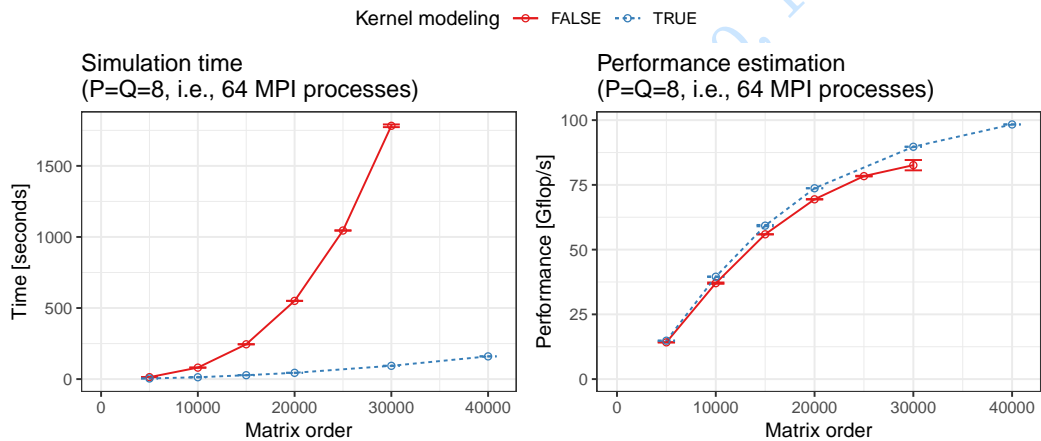 Kernel modeling FALSE TRUE
Simulation time
(P=Q=8, i.e., 64 MPI processes)
Time [seconds]
1500
1000
500
0
0 10000 20000 30000 40000
Matrix order
Performance estimation
(P=Q=8, i.e., 64 MPI processes)
Performance [Gflop/s]
100
75
50
25
0
0 10000 20000 30000 40000
Matrix order